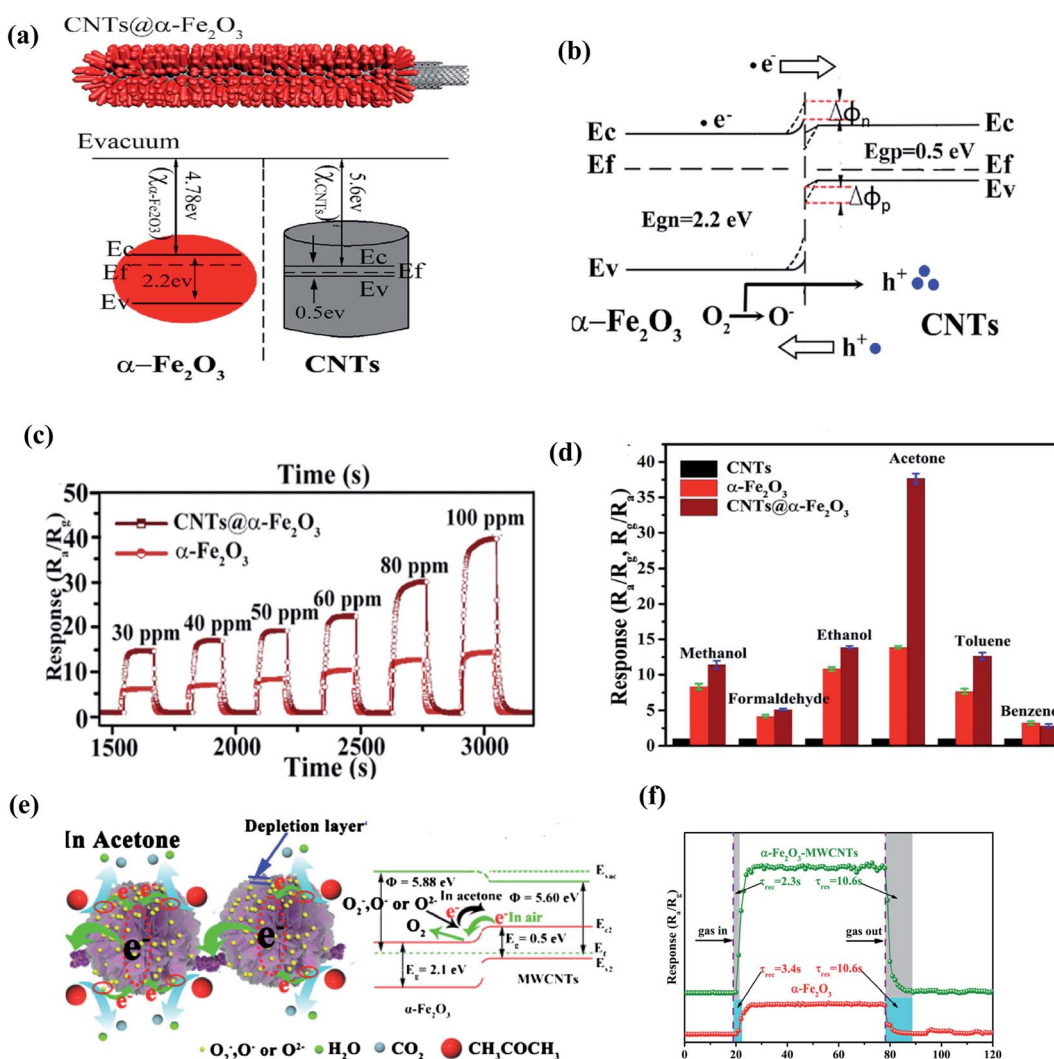 (a)
CNTs@α-Fe₂O₃
Evacuum
4.78ev
(χα-Fe2O3)
5.6ev
(χCNTs)
Ec
Ef
2.2ev
Ev
Ec
Ef
Ev
0.5ev
α–Fe₂O₃
CNTs
(b)
•e⁻
ΔΦn
Ec
•e⁻
Ec
Egp=0.5 eV
Ef
Ef
Ev
ΔΦp
Egn=2.2 eV
Ev
h⁺
α–Fe₂O₃
O₂→O⁻
CNTs
h⁺
(c)
Time (s)
Response (Ra/Rg)
50
40
30
20
10
0
CNTs@α-Fe₂O₃
α-Fe₂O₃
30 ppm
40 ppm
50 ppm
60 ppm
80 ppm
100 ppm
1500
2000
2500
3000
Time (s)
(d)
Response (Ra/Rg, Rg/Ra)
40
35
30
25
20
15
10
5
0
CNTs
α-Fe₂O₃
CNTs@α-Fe₂O₃
Methanol
Formaldehyde
Ethanol
Acetone
Toluene
Benzene
(e)
In Acetone
Depletion layer
e⁻
e⁻
e⁻
e⁻
e⁻
e⁻
Φ = 5.88 eV
O₂⁻,O⁻ or O²⁻
In acetone
e⁻
O₂
e⁻
In air
Φ = 5.60 eV
Evac
Ec2
Eg = 0.5 eV
Ef
Ev2
Eg = 2.1 eV
MWCNTs
α-Fe₂O₃
O₂⁻,O⁻ or O²⁻
H₂O
CO₂
CH₃COCH₃
(f)
Response (Ra/Rg)
α-Fe₂O₃-MWCNTs
τrec=2.3s
τres=10.6s
gas in
gas out
τrec=3.4s
τres=10.6s
α-Fe₂O₃
0
20
40
60
80
100
120